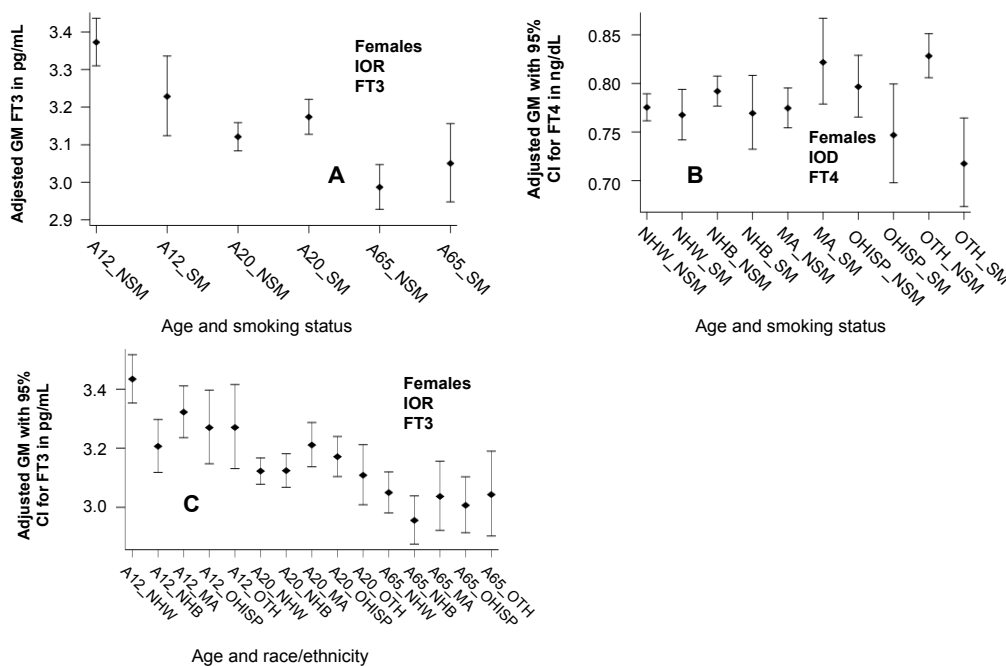 Adjested GM FT3 in pg/mL
3.4
3.3
3.2
3.1
3.0
2.9
Females
IOR
FT3
A
A12_NSM
A12_SM
A20_NSM
A20_SM
A65_NSM
A65_SM
Age and smoking status
Adjusted GM with 95%
CI for FT4 in ng/dL
0.85
0.80
0.75
0.70
Females
IOD
FT4
B
NHW_NSM
NHW_SM
NHB_NSM
NHB_SM
MA_NSM
MA_SM
OHISP_NSM
OHISP_SM
OTH_NSM
OTH_SM
Age and smoking status
Adjusted GM with 95%
CI for FT3 in pg/mL
3.4
3.2
3.0
Females
IOR
FT3
C
A12_NHW
A12_NHB
A12_MA
A12_OHISP
A12_OTH
A20_NHW
A20_NHB
A20_MA
A20_OHISP
A20_OTH
A65_NHW
A65_NHB
A65_MA
A65_OHISP
A65_OTH
Age and race/ethnicity